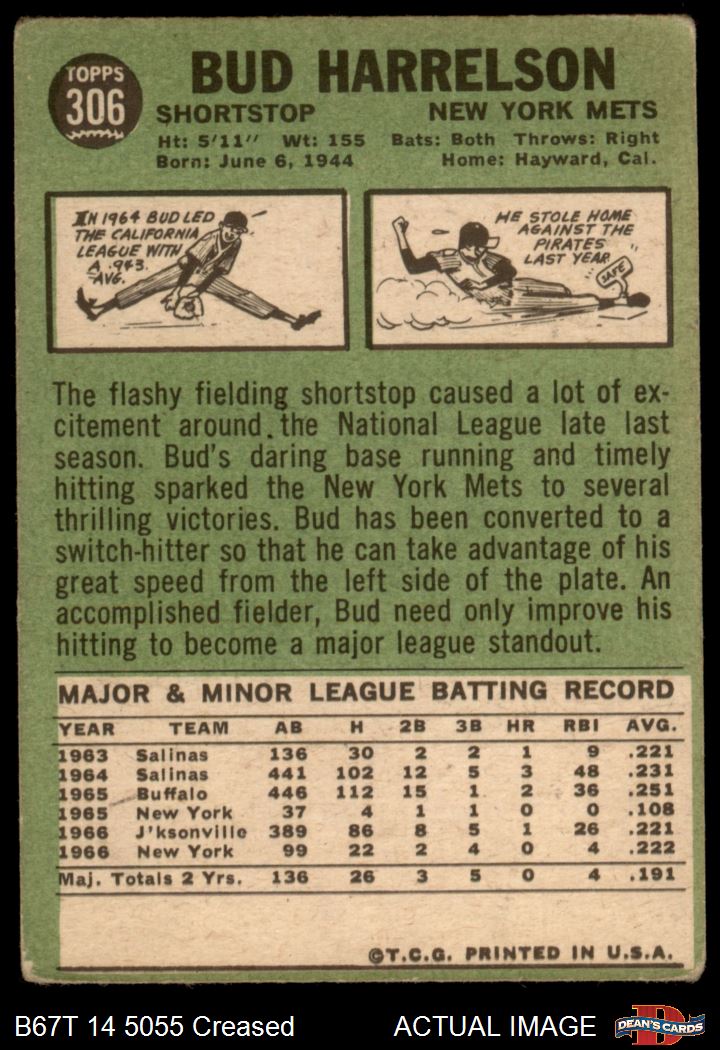 TOPPS
306
BUD HARRELSON
SHORTSTOP NEW YORK METS
Ht: 5'11" Wt: 155 Bats: Both Throws: Right
Born: June 6, 1944 Home: Hayward, Cal.
IN 1964 BUD LED
THE CALIFORNIA
LEAGUE WITH
A .943
AVG.
HE STOLE HOME
AGAINST THE
PIRATES
LAST YEAR
SAFE
The flashy fielding shortstop caused a lot of ex-
citement around the National League late last
season. Bud's daring base running and timely
hitting sparked the New York Mets to several
thrilling victories. Bud has been converted to a
switch-hitter so that he can take advantage of his
great speed from the left side of the plate. An
accomplished fielder, Bud need only improve his
hitting to become a major league standout.
MAJOR & MINOR LEAGUE BATTING RECORD
YEAR TEAM AB H 2B 3B HR RBI AVG.
1963 Salinas 136 30 2 2 1 9 .221
1964 Salinas 441 102 12 5 3 48 .231
1965 Buffalo 446 112 15 1 2 36 .251
1965 New York 37 4 1 1 0 0 .108
1966 J'ksonville 389 86 8 5 1 26 .221
1966 New York 99 22 2 4 0 4 .222
Maj. Totals 2 Yrs. 136 26 3 5 0 4 .191
©T.C.G. PRINTED IN U.S.A.
B67T 14 5055 Creased ACTUAL IMAGE
D
DEAN'S CARDS